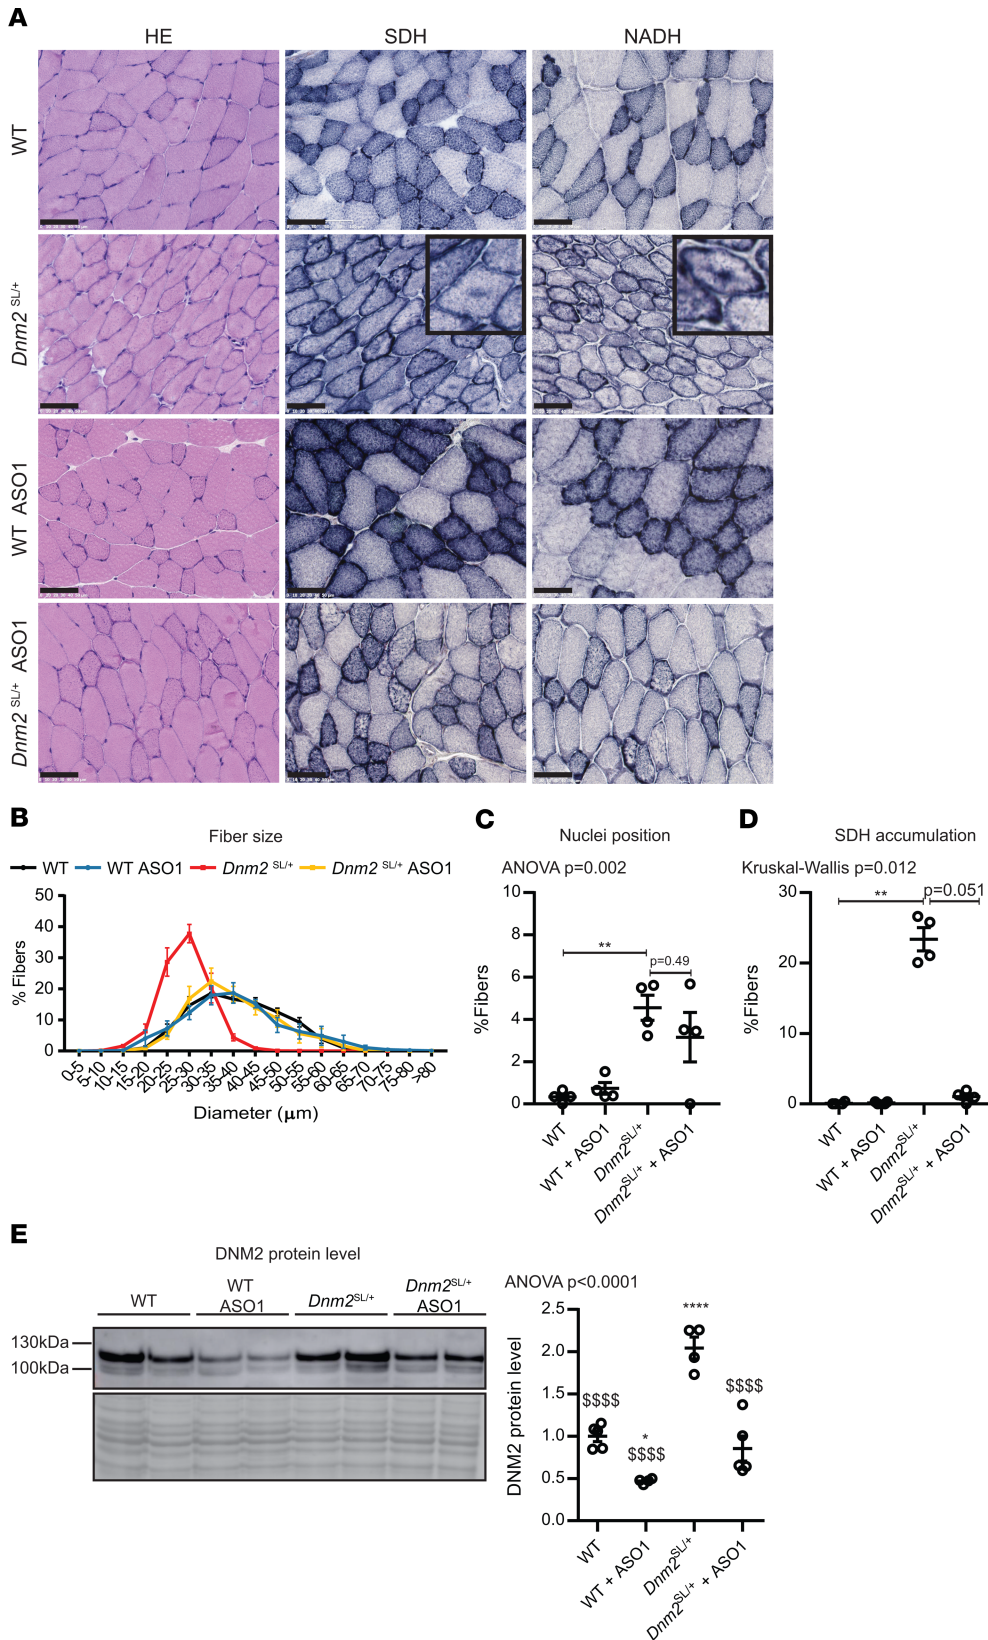 A
HE
SDH
NADH
WT
Dnm2 SL/+
WT ASO1
Dnm2 SL/+ ASO1
B
Fiber size
WT
WT ASO1
Dnm2 SL/+
Dnm2 SL/+ ASO1
% Fibers
50
40
30
20
10
0
0-5
5-10
10-15
15-20
20-25
25-30
30-35
35-40
40-45
45-50
50-55
55-60
60-65
65-70
70-75
75-80
>80
Diameter (µm)
C
Nuclei position
ANOVA p=0.002
%Fibers
10
8
6
4
2
0
**
p=0.49
WT
WT + ASO1
Dnm2SL/+
Dnm2SL/+ + ASO1
D
SDH accumulation
Kruskal-Wallis p=0.012
%Fibers
30
20
10
0
**
p=0.051
WT
WT + ASO1
Dnm2SL/+
Dnm2SL/+ + ASO1
E
DNM2 protein level
WT
WT
ASO1
Dnm2SL/+
Dnm2SL/+
ASO1
130kDa
100kDa
ANOVA p<0.0001
DNM2 protein level
2.5
2.0
1.5
1.0
0.5
0.0
$$$$
*
$$$$
****
$$$$
WT
WT + ASO1
Dnm2SL/+
Dnm2SL/+ + ASO1